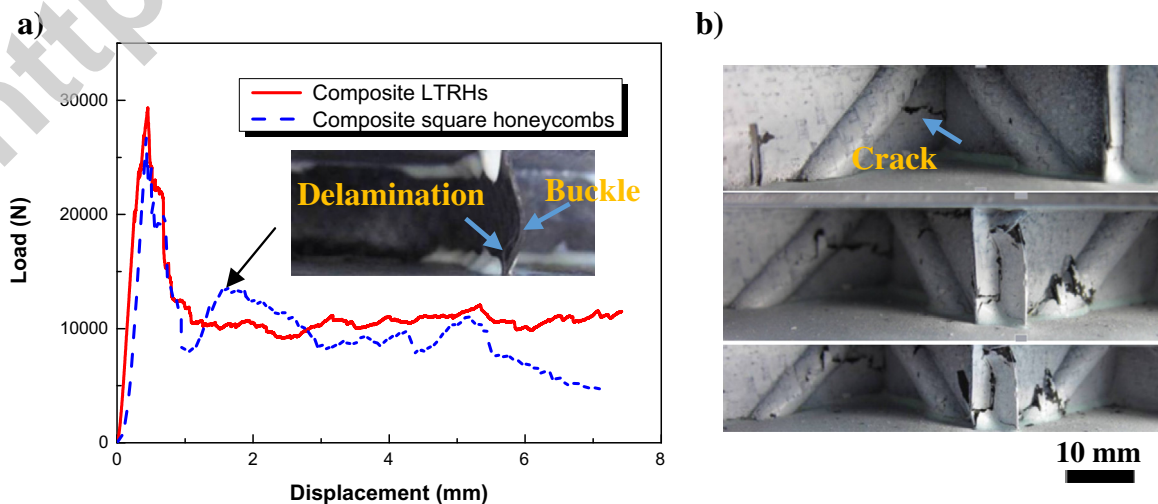 http
a)
b)
Composite LTRHs
Composite square honeycombs
Delamination
Buckle
Crack
30000
20000
10000
0
Load (N)
0 2 4 6 8
Displacement (mm)
10 mm